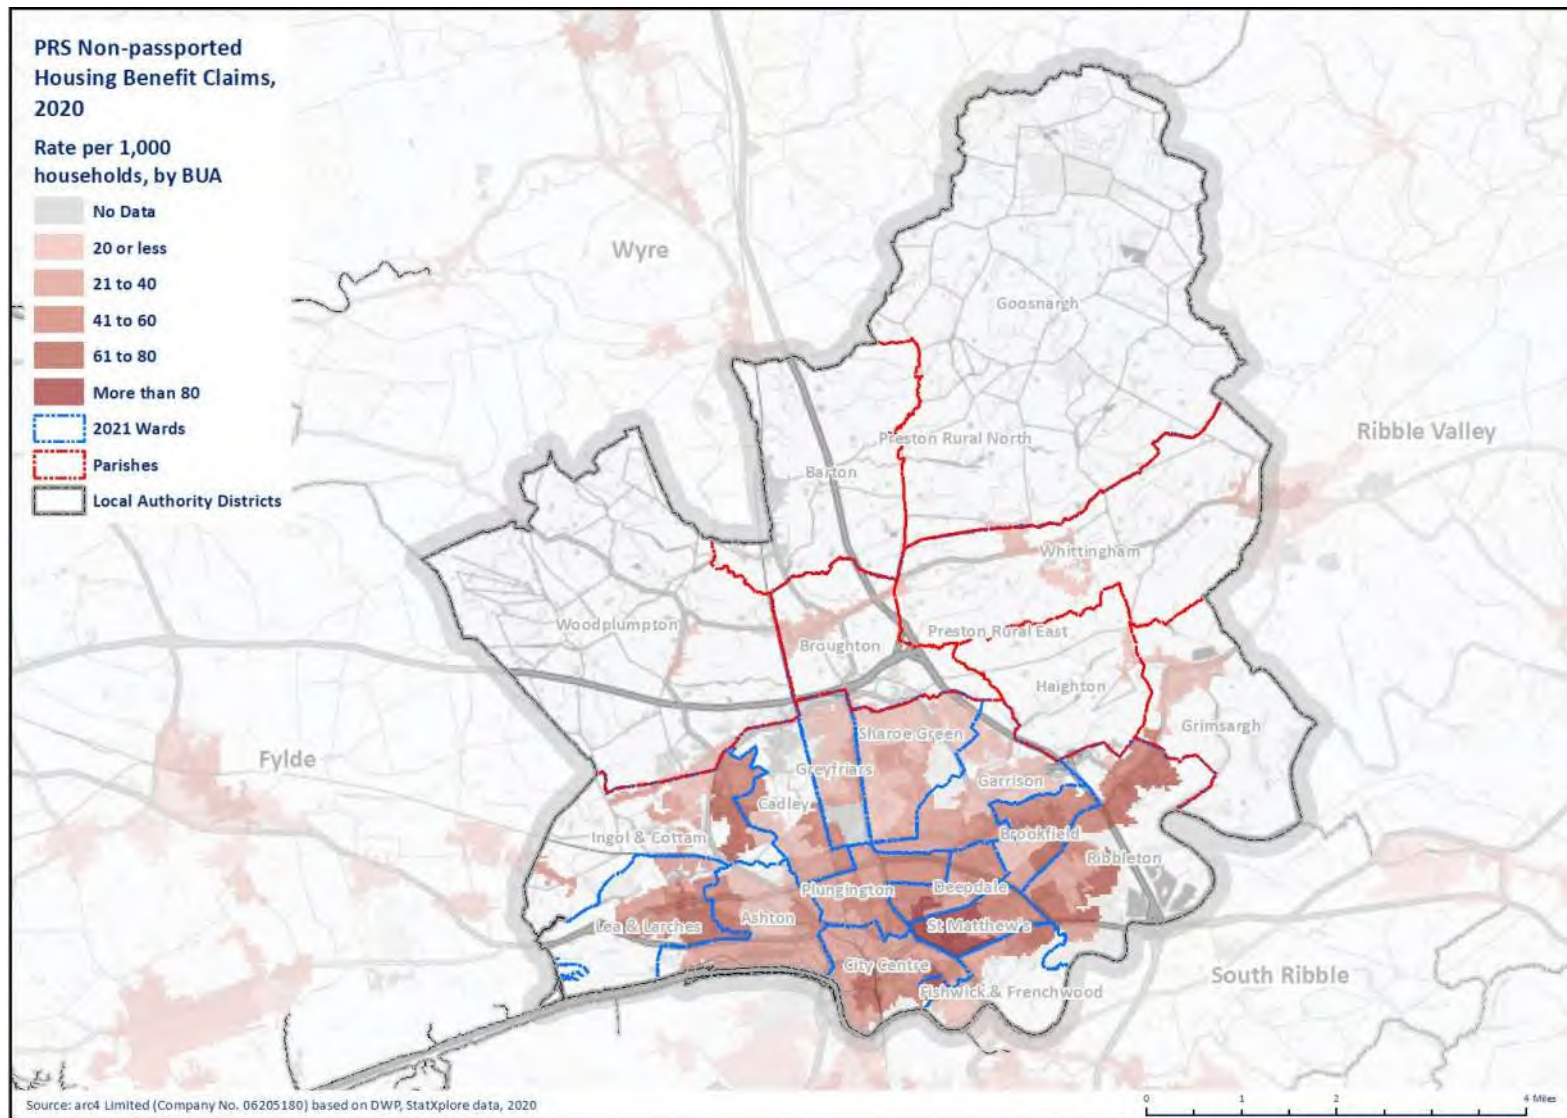 PRS Non-passported
Housing Benefit Claims,
2020
Rate per 1,000
households, by BUA
No Data
20 or less
21 to 40
41 to 60
61 to 80
More than 80
2021 Wards
Parishes
Local Authority Districts
Wyre
Goosnargh
Ribble Valley
Preston Rural North
Barton
Whittingham
Woodplumpton
Preston Rural East
Broughton
Haighton
Grimsargh
Sharoe Green
Fylde
Greyfriars
Garrison
Cadley
Ingol & Cottam
Brookfield
Ribbleton
Plungington
Deepdale
Lea & Larches
Ashton
St Matthew's
City Centre
South Ribble
Fishwick & Frenchwood
Source: arc4 Limited (Company No. 06205180) based on DWP, StatXplore data, 2020
0 1 2 4 Miles